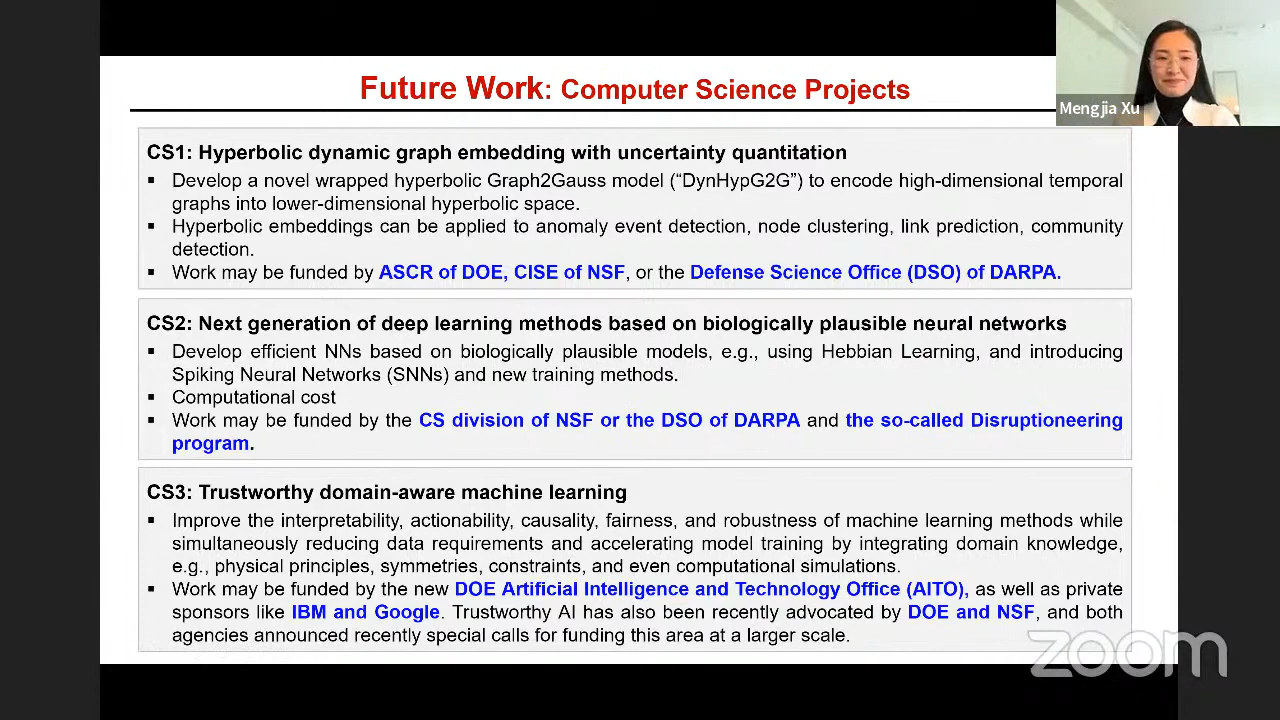 Future Work: Computer Science Projects
Mengjia Xu
CS1: Hyperbolic dynamic graph embedding with uncertainty quantitation
▪ Develop a novel wrapped hyperbolic Graph2Gauss model (“DynHypG2G”) to encode high-dimensional temporal
graphs into lower-dimensional hyperbolic space.
▪ Hyperbolic embeddings can be applied to anomaly event detection, node clustering, link prediction, community
detection.
▪ Work may be funded by ASCR of DOE, CISE of NSF, or the Defense Science Office (DSO) of DARPA.
CS2: Next generation of deep learning methods based on biologically plausible neural networks
▪ Develop efficient NNs based on biologically plausible models, e.g., using Hebbian Learning, and introducing
Spiking Neural Networks (SNNs) and new training methods.
▪ Computational cost
▪ Work may be funded by the CS division of NSF or the DSO of DARPA and the so-called Disruptioneering
program.
CS3: Trustworthy domain-aware machine learning
▪ Improve the interpretability, actionability, causality, fairness, and robustness of machine learning methods while
simultaneously reducing data requirements and accelerating model training by integrating domain knowledge,
e.g., physical principles, symmetries, constraints, and even computational simulations.
▪ Work may be funded by the new DOE Artificial Intelligence and Technology Office (AITO), as well as private
sponsors like IBM and Google. Trustworthy AI has also been recently advocated by DOE and NSF, and both
agencies announced recently special calls for funding this area at a larger scale.
zoom